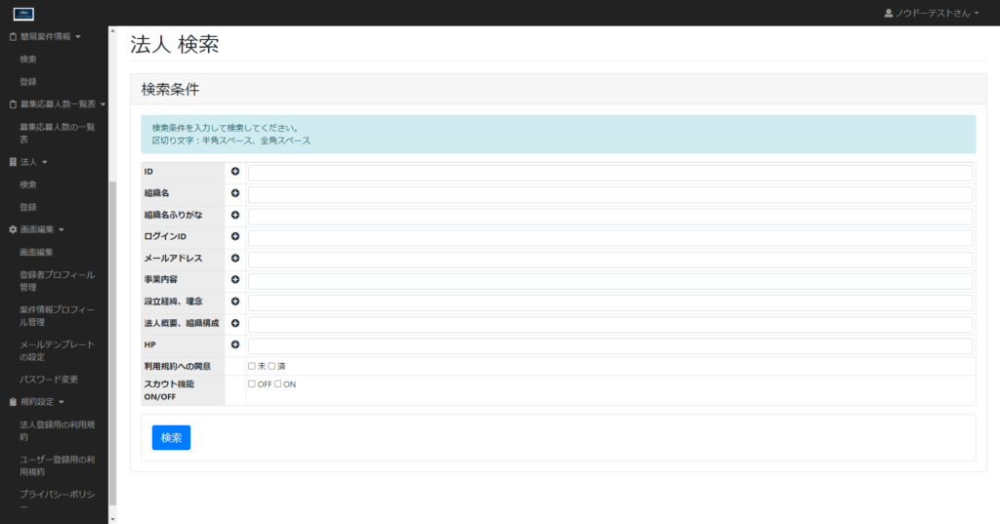 ノウドーテストさん
簡易案件情報
検索
登録
募集応募人数一覧表
募集応募人数の一覧
表
法人
検索
登録
画面編集
画面編集
登録者プロフィール
管理
案件情報プロフィー
ル管理
メールテンプレート
の設定
パスワード変更
規約設定
法人登録用の利用規
約
ユーザー登録用の利
用規約
プライバシーポリシ
ー
法人 検索
検索条件
検索条件を入力して検索してください。
区切り文字：半角スペース、全角スペース
ID
組織名
組織名ふりがな
ログインID
メールアドレス
事業内容
設立経緯、理念
法人概要、組織構成
HP
利用規約への同意 未 済
スカウト機能 OFF ON
ON/OFF
検索